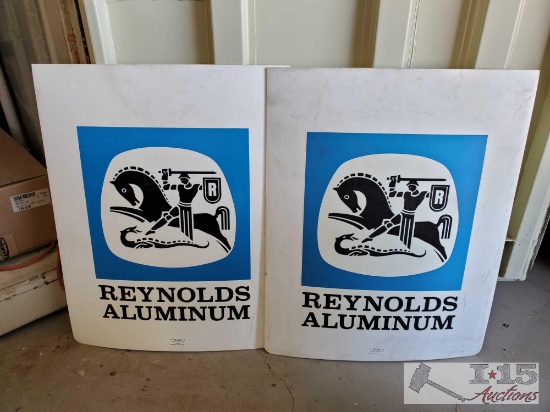 R
REYNOLDS
ALUMINUM
R
REYNOLDS
ALUMINUM
I★15
Auctions